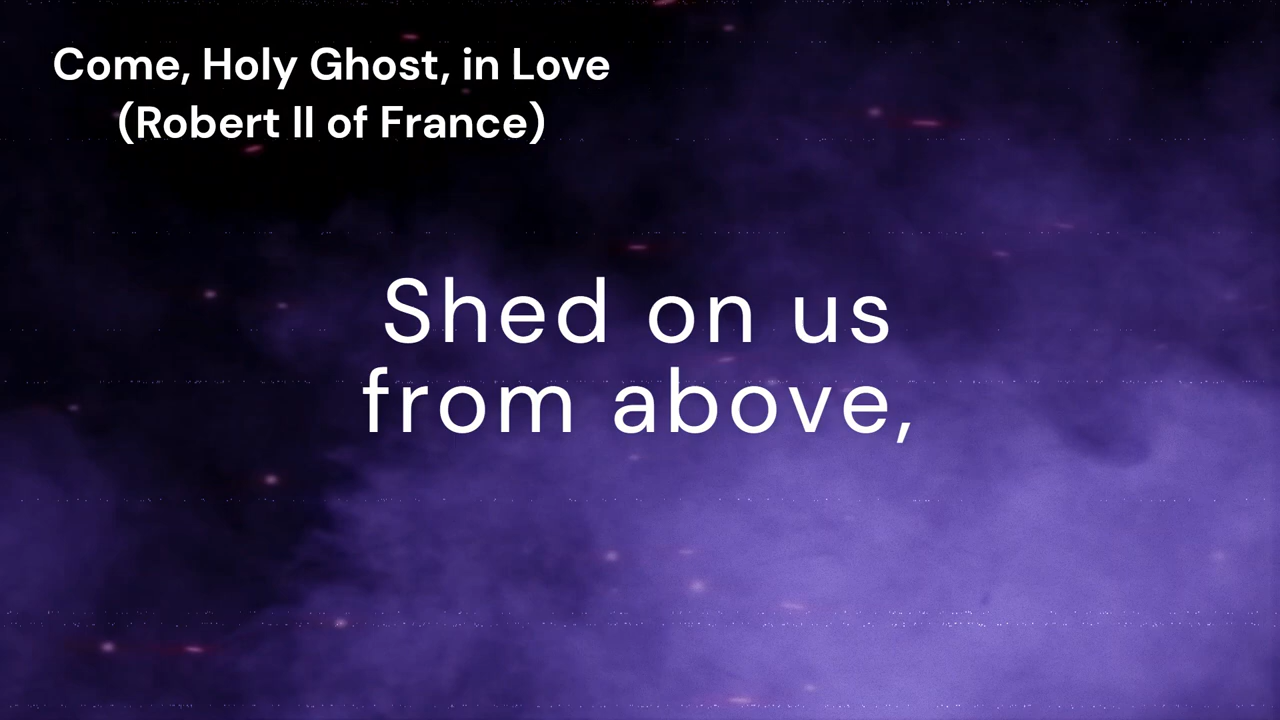 Come, Holy Ghost, in Love
(Robert II of France)
Shed on us
from above,